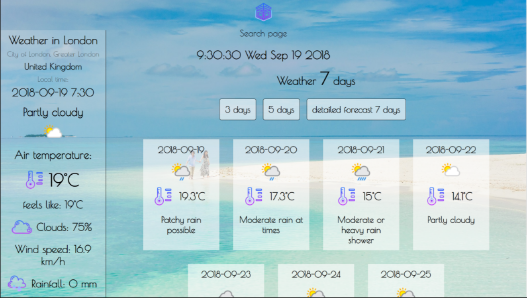 Search page
9:30:30 Wed Sep 19 2018
Weather 7 days
3 days
5 days
detailed forecast 7 days
Weather in London
City of London, Greater London
United Kingdom
Local time:
2018-09-19 7:30
Partly cloudy
Air temperature:
19°C
feels like: 19°C
Clouds: 75%
Wind speed: 16.9
km/h
Rainfall: 0 mm
2018-09-19
19.3°C
Patchy rain
possible
2018-09-20
17.3°C
Moderate rain at
times
2018-09-21
15°C
Moderate or
heavy rain
shower
2018-09-22
14.1°C
Partly cloudy
2018-09-23
2018-09-24
2018-09-25